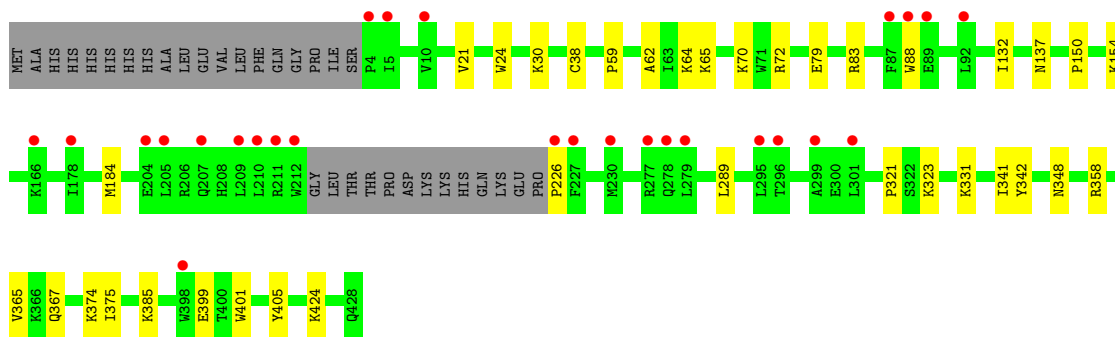 MET ALA HIS HIS HIS HIS HIS HIS ALA LEU GLU VAL LEU PHE GLN GLY PRO ILE SER P4 I5 V10 V21 W24 K30 C38 P59 A62 I63 K64 K65 K70 W71 R72 E79 R83 F87 W88 E89 L92 I132 N137 P150 K154
K166 I178 M184 E204 L205 R206 Q207 H208 L209 L210 R211 W212 GLY LEU THR THR PRO ASP LYS LYS HIS GLN LYS GLU PRO P226 F227 M230 R277 Q278 L279 L289 L295 T296 A299 E300 L301 P321 S322 K323 K331 I341 Y342 N348 R358
V365 K366 Q367 K374 I375 K385 W398 E399 T400 W401 Y405 K424 Q428